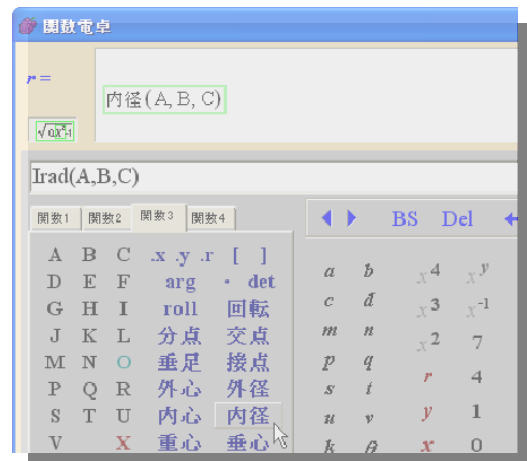 関数電卓
r =
内径(A, B, C)
Irad(A,B,C)
関数1 関数2 関数3 関数4
BS Del
A B C .x .y .r [ ]
D E F arg ・ det
G H I roll 回転
J K L 分点 交点
M N O 垂足 接点
P Q R 外心 外径
S T U 内心 内径
V X 重心 垂心
a b x⁴ xʸ
c d x³ x⁻¹
m n x² 7
p q r 4
s t y 1
u v x 0
k θ